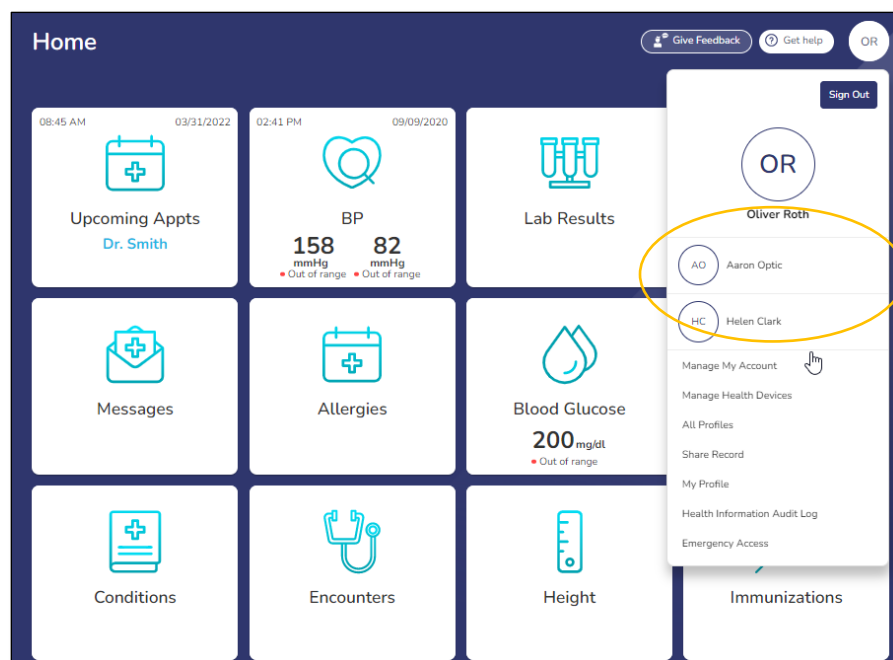 Home
Give Feedback
Get help
OR
Sign Out
OR
Oliver Roth
AO Aaron Optic
HC Helen Clark
Manage My Account
Manage Health Devices
All Profiles
Share Record
My Profile
Health Information Audit Log
Emergency Access
08:45 AM 03/31/2022
Upcoming Appts
Dr. Smith
02:41 PM 09/09/2020
BP
158 82
mmHg mmHg
Out of range Out of range
Lab Results
Messages
Allergies
Blood Glucose
200 mg/dl
Out of range
Conditions
Encounters
Height
Immunizations